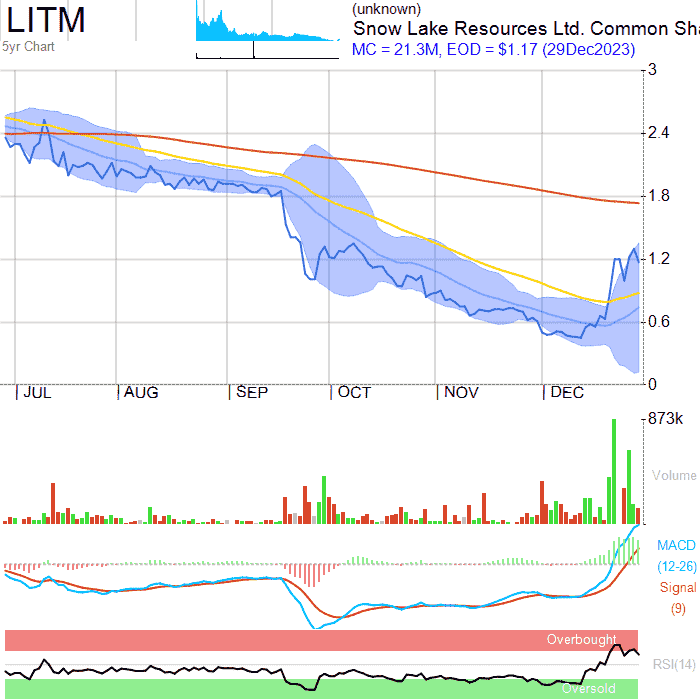 LITM
5yr Chart
(unknown)
Snow Lake Resources Ltd. Common Sha
MC = 21.3M, EOD = $1.17 (29Dec2023)
3
2.4
1.8
1.2
0.6
0
JUL AUG SEP OCT NOV DEC
873k
Volume
MACD
(12-26)
Signal
(9)
Overbought
RSI(14)
Oversold